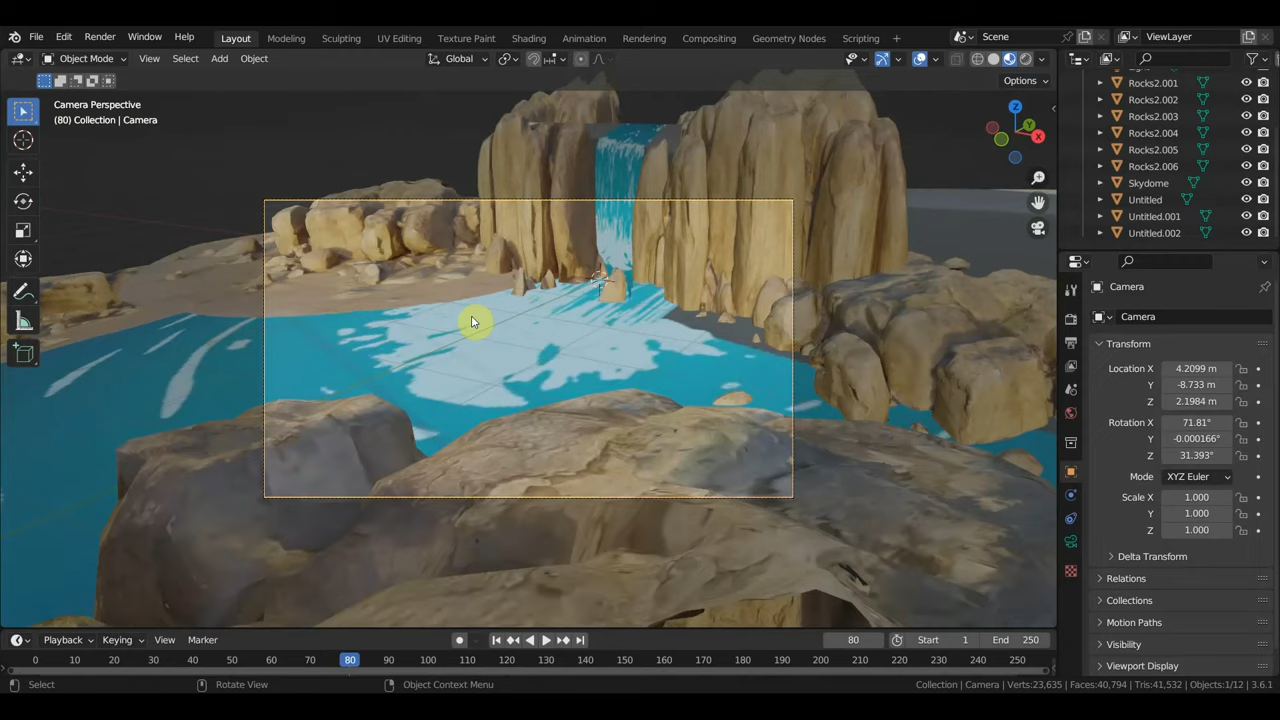 File Edit Render Window Help Layout Modeling Sculpting UV Editing Texture Paint Shading Animation Rendering Compositing Geometry Nodes Scripting + Scene ViewLayer
Object Mode View Select Add Object Global
Options
Camera Perspective
(80) Collection | Camera
Z
Y
X
Rocks2.001
Rocks2.002
Rocks2.003
Rocks2.004
Rocks2.005
Rocks2.006
Skydome
Untitled
Untitled.001
Untitled.002
Camera
Camera
Transform
Location X 4.2099 m
Y -8.733 m
Z 2.1984 m
Rotation X 71.81°
Y -0.000166°
Z 31.393°
Mode XYZ Euler
Scale X 1.000
Y 1.000
Z 1.000
Delta Transform
Relations
Collections
Motion Paths
Visibility
Viewport Display
Playback Keying View Marker 80 Start 1 End 250
0 10 20 30 40 50 60 70 80 90 100 110 120 130 140 150 160 170 180 190 200 210 220 230 240 250
Select Rotate View Object Context Menu Collection | Camera | Verts:23,635 | Faces:40,794 | Tris:41,532 | Objects:1/12 | 3.6.1